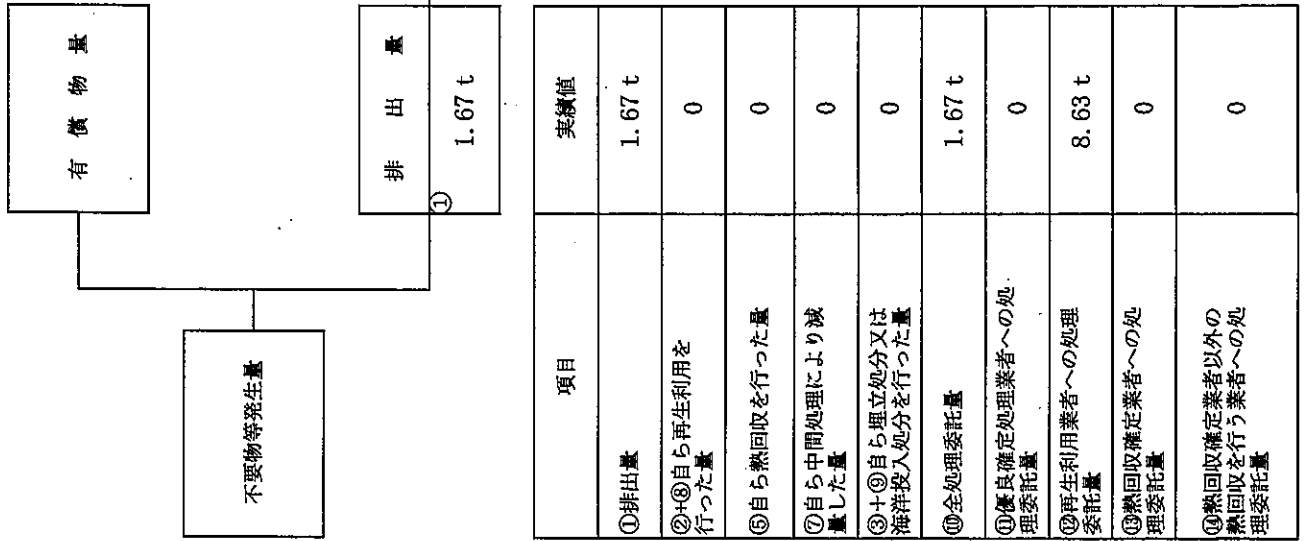 有償物量
不要物等発生量
排出量
①
1.67 t
項目
実績値
①排出量
1.67 t
②+⑧自ら再生利用を
行った量
0
⑤自ら熱回収を行った量
0
⑦自ら中間処理により減
量した量
0
③+⑨自ら埋立処分又は
海洋投入処分を行った量
0
⑩全処理委託量
1.67 t
⑪優良確定処理業者への処
理委託量
0
⑫再生利用業者への処理
委託量
8.63 t
⑬熱回収確定業者への処
理委託量
0
⑭熱回収確定業者以外の
熱回収を行う業者への処
理委託量
0